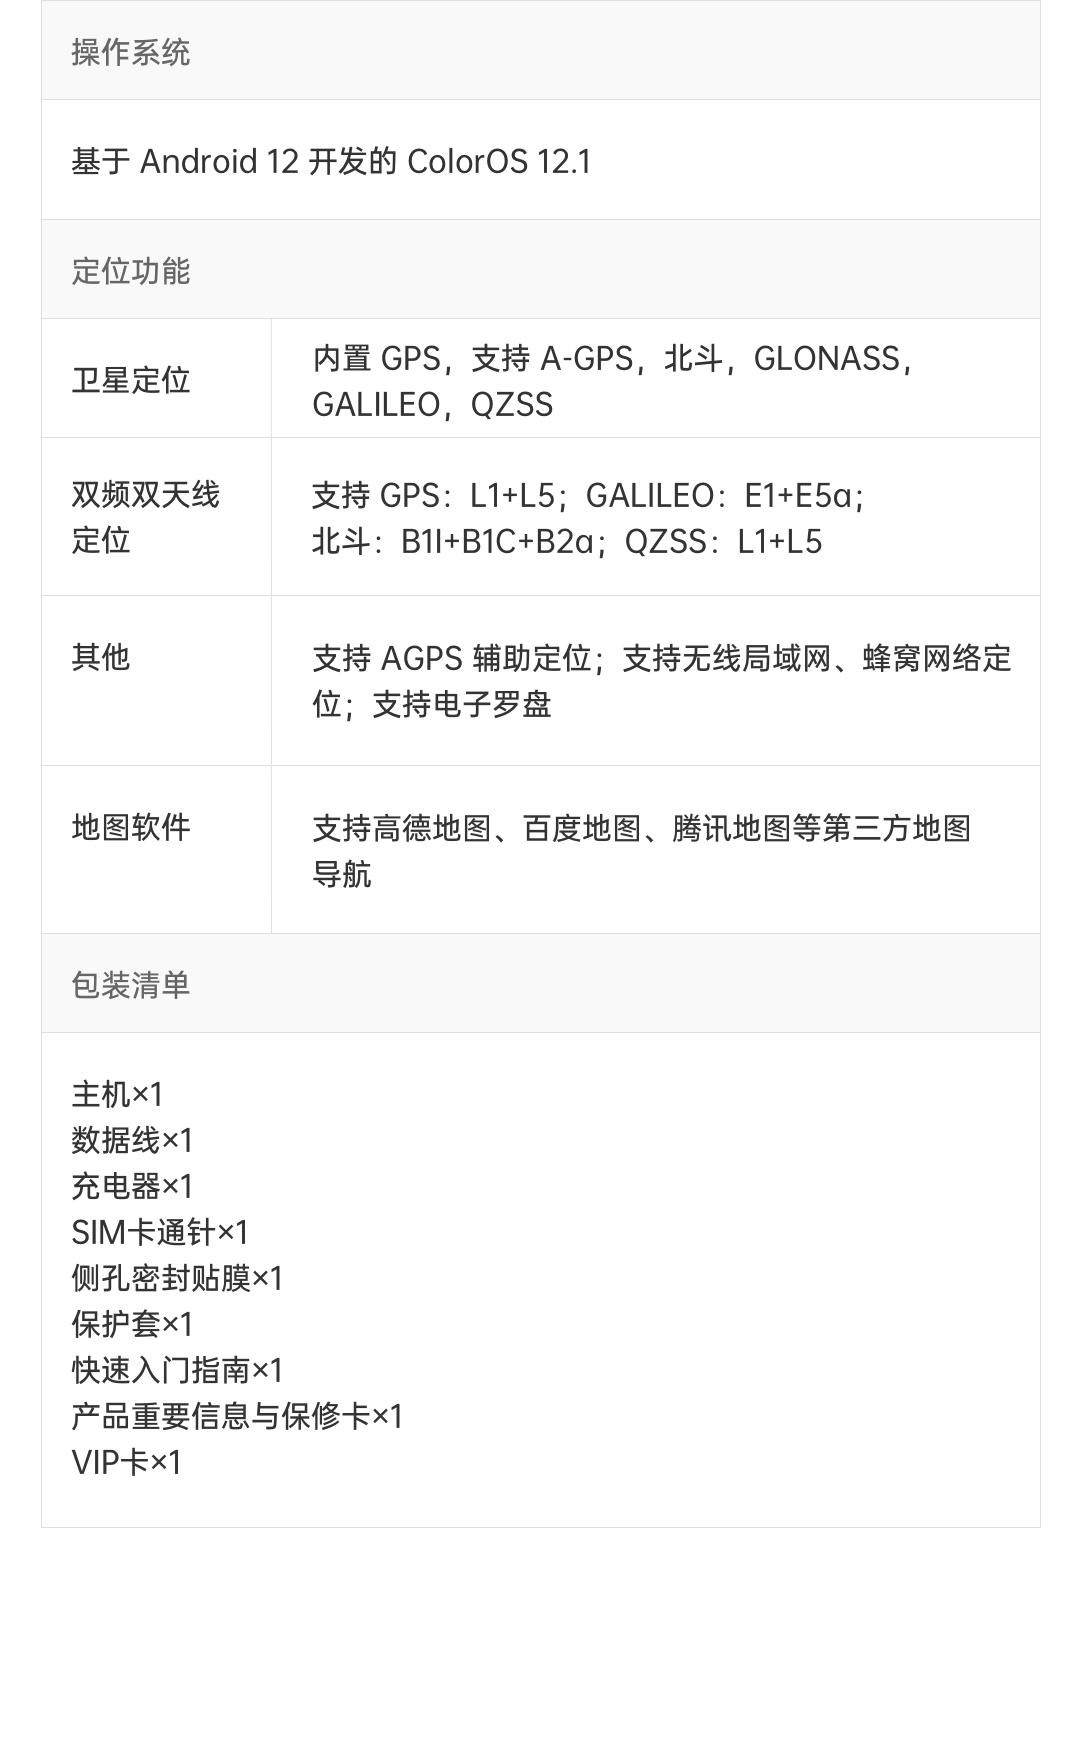 操作系统
基于 Android 12 开发的 ColorOS 12.1
定位功能
卫星定位
内置 GPS，支持 A-GPS，北斗，GLONASS，
GALILEO，QZSS
双频双天线
定位
支持 GPS：L1+L5；GALILEO：E1+E5a；
北斗：B1I+B1C+B2a；QZSS：L1+L5
其他
支持 AGPS 辅助定位；支持无线局域网、蜂窝网络定
位；支持电子罗盘
地图软件
支持高德地图、百度地图、腾讯地图等第三方地图
导航
包装清单
主机×1
数据线×1
充电器×1
SIM卡通针×1
侧孔密封贴膜×1
保护套×1
快速入门指南×1
产品重要信息与保修卡×1
VIP卡×1